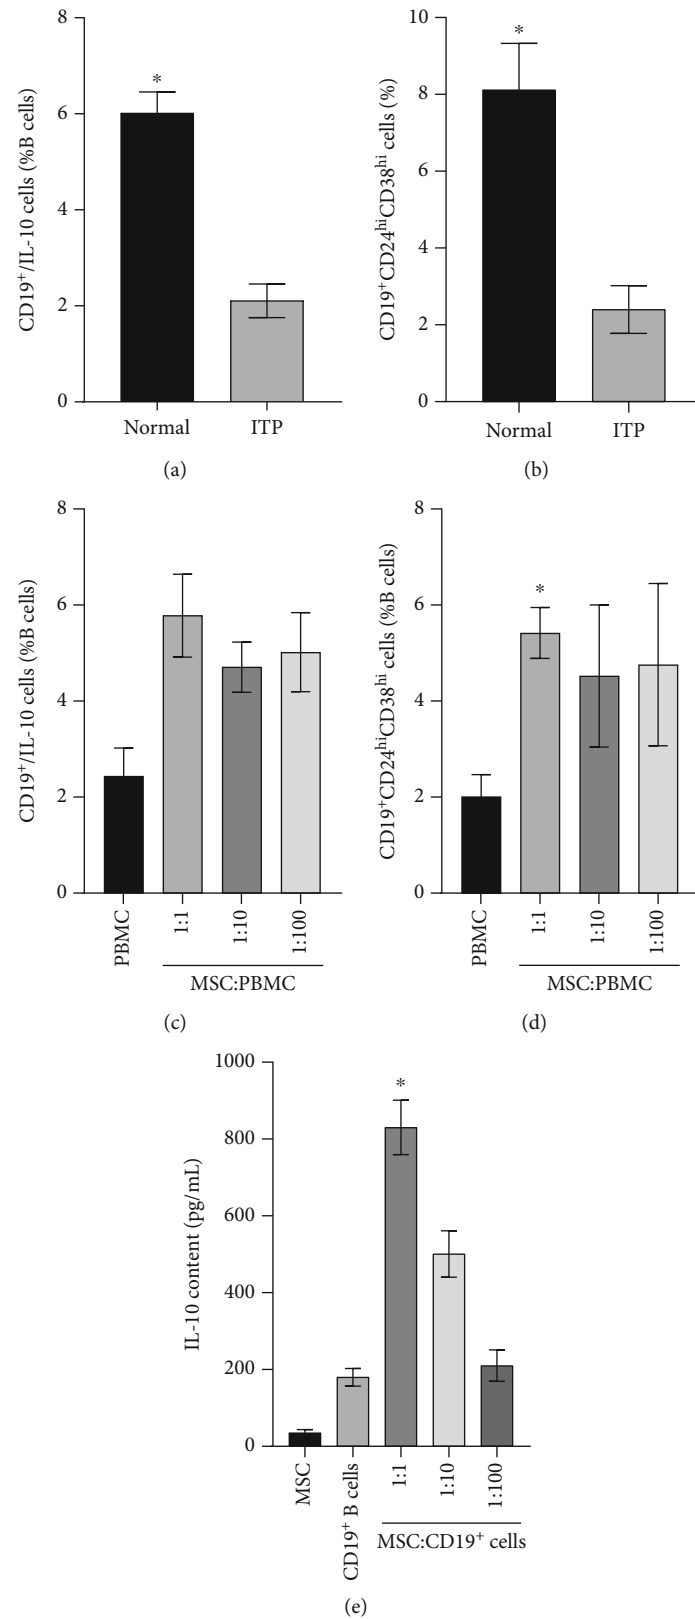 8
6
4
2
0
CD19+/IL-10 cells (%B cells)
*
Normal
ITP
(a)
10
8
6
4
2
0
CD19+CD24hiCD38hi cells (%)
*
Normal
ITP
(b)
8
6
4
2
0
CD19+/IL-10 cells (%B cells)
PBMC
1:1
1:10
1:100
MSC:PBMC
(c)
8
6
4
2
0
CD19+CD24hiCD38hi cells (%B cells)
*
PBMC
1:1
1:10
1:100
MSC:PBMC
(d)
1000
800
600
400
200
0
IL-10 content (pg/mL)
*
MSC
CD19+ B cells
1:1
1:10
1:100
MSC:CD19+ cells
(e)